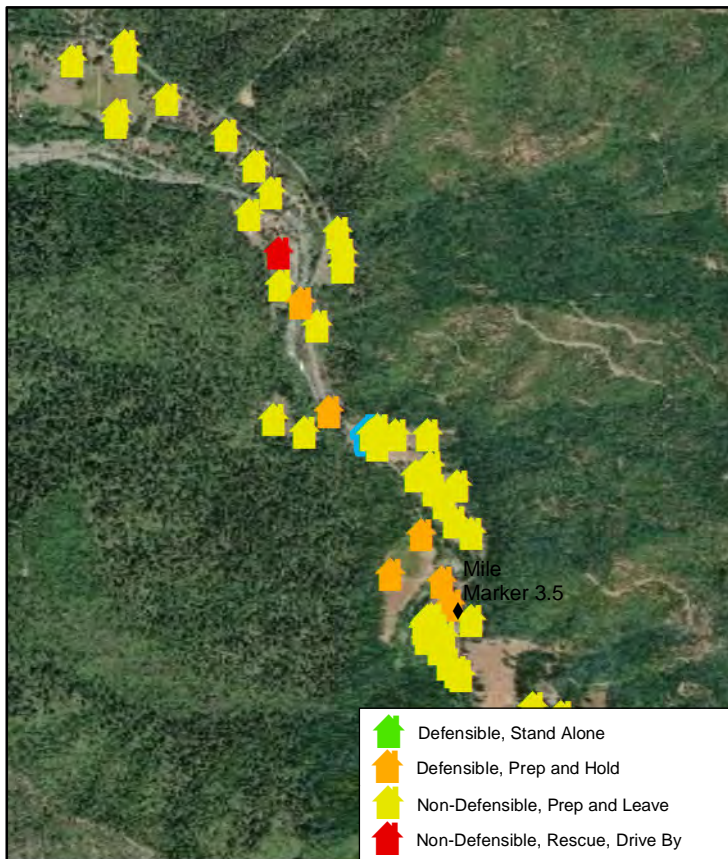 Mile
Marker 3.5
Defensible, Stand Alone
Defensible, Prep and Hold
Non-Defensible, Prep and Leave
Non-Defensible, Rescue, Drive By